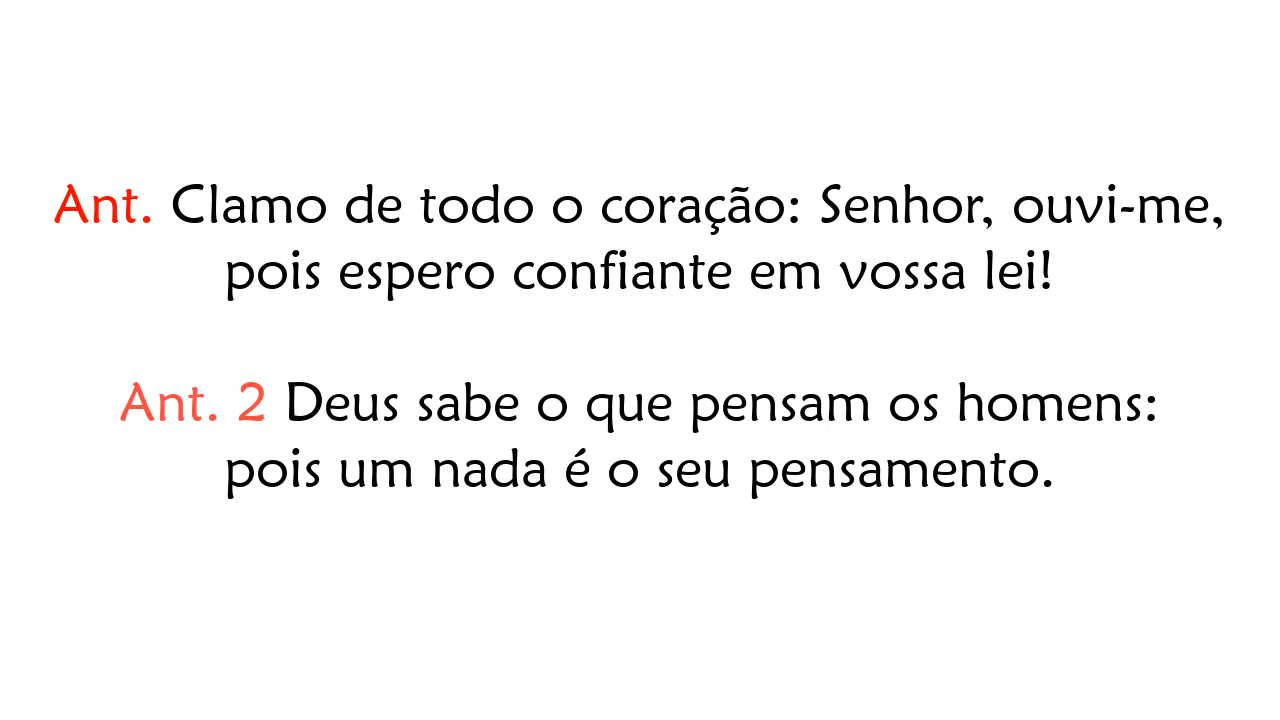 Ant. Clamo de todo o coração: Senhor, ouvi-me,
pois espero confiante em vossa lei!
Ant. 2 Deus sabe o que pensam os homens:
pois um nada é o seu pensamento.